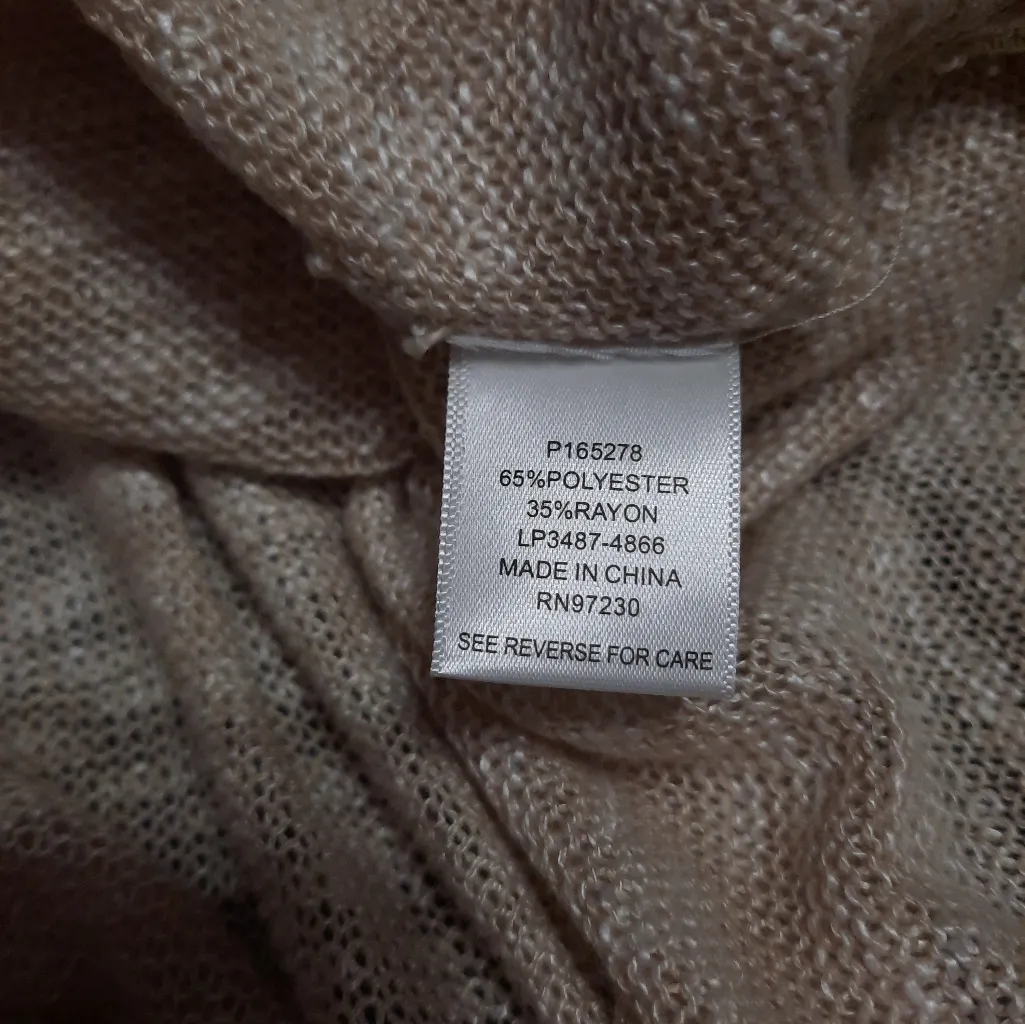 P165278
65%POLYESTER
35%RAYON
LP3487-4866
MADE IN CHINA
RN97230
SEE REVERSE FOR CARE